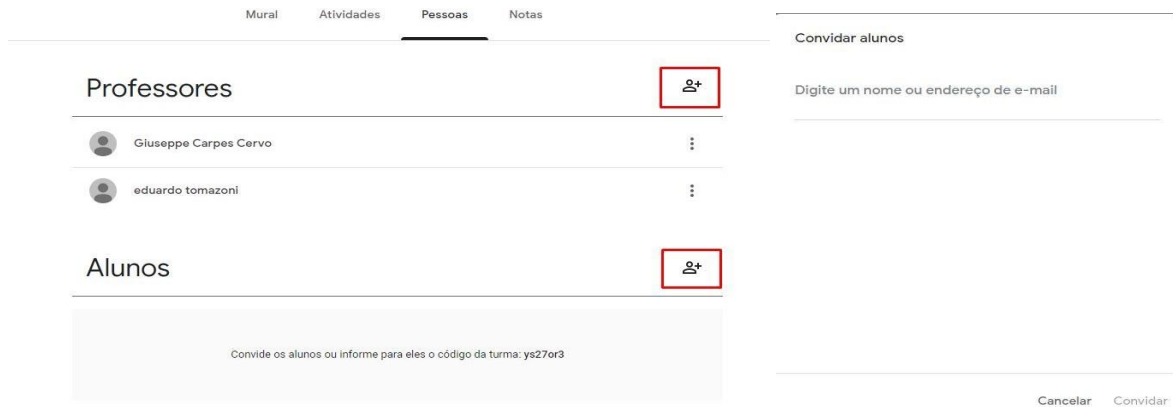 Mural Atividades Pessoas Notas
Professores
Giuseppe Carpes Cervo
eduardo tomazoni
Alunos
Convide os alunos ou informe para eles o código da turma: ys27or3
Convidar alunos
Digite um nome ou endereço de e-mail
Cancelar Convidar